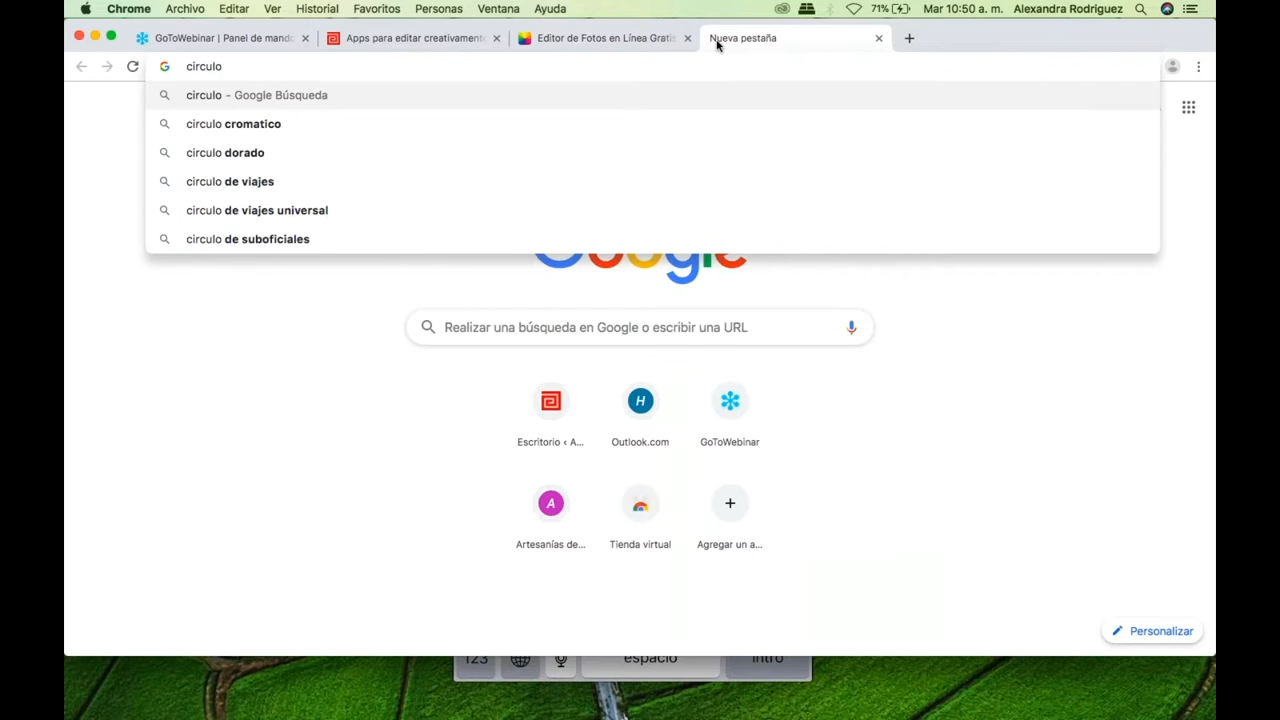 Chrome Archivo Editar Ver Historial Favoritos Personas Ventana Ayuda 71% Mar 10:50 a. m. Alexandra Rodriguez
GoToWebinar | Panel de mando Apps para editar creativament Editor de Fotos en Línea Gratis Nueva pestaña
circulo
circulo – Google Búsqueda
circulo cromatico
circulo dorado
circulo de viajes
circulo de viajes universal
circulo de suboficiales
Google
Realizar una búsqueda en Google o escribir una URL
H
Escritorio ‹ A... Outlook.com GoToWebinar
A
Artesanías de... Tienda virtual Agregar un a...
Personalizar
123 espacio intro